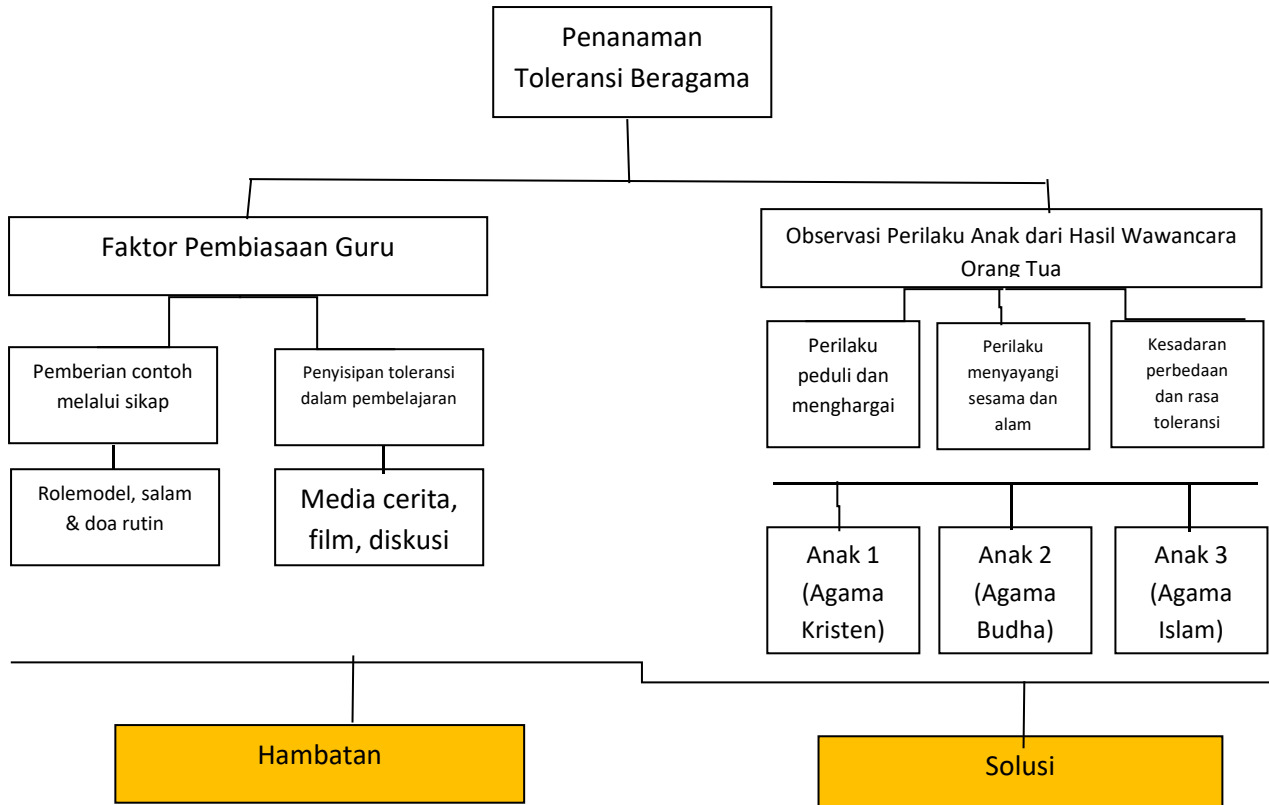 Penanaman
Toleransi Beragama
Faktor Pembiasaan Guru
Observasi Perilaku Anak dari Hasil Wawancara
Orang Tua
Pemberian contoh
melalui sikap
Penyisipan toleransi
dalam pembelajaran
Perilaku
peduli dan
menghargai
Perilaku
menyayangi
sesama dan
alam
Kesadaran
perbedaan
dan rasa
toleransi
Rolemodel, salam
& doa rutin
Media cerita,
film, diskusi
Anak 1
(Agama
Kristen)
Anak 2
(Agama
Budha)
Anak 3
(Agama
Islam)
Hambatan
Solusi